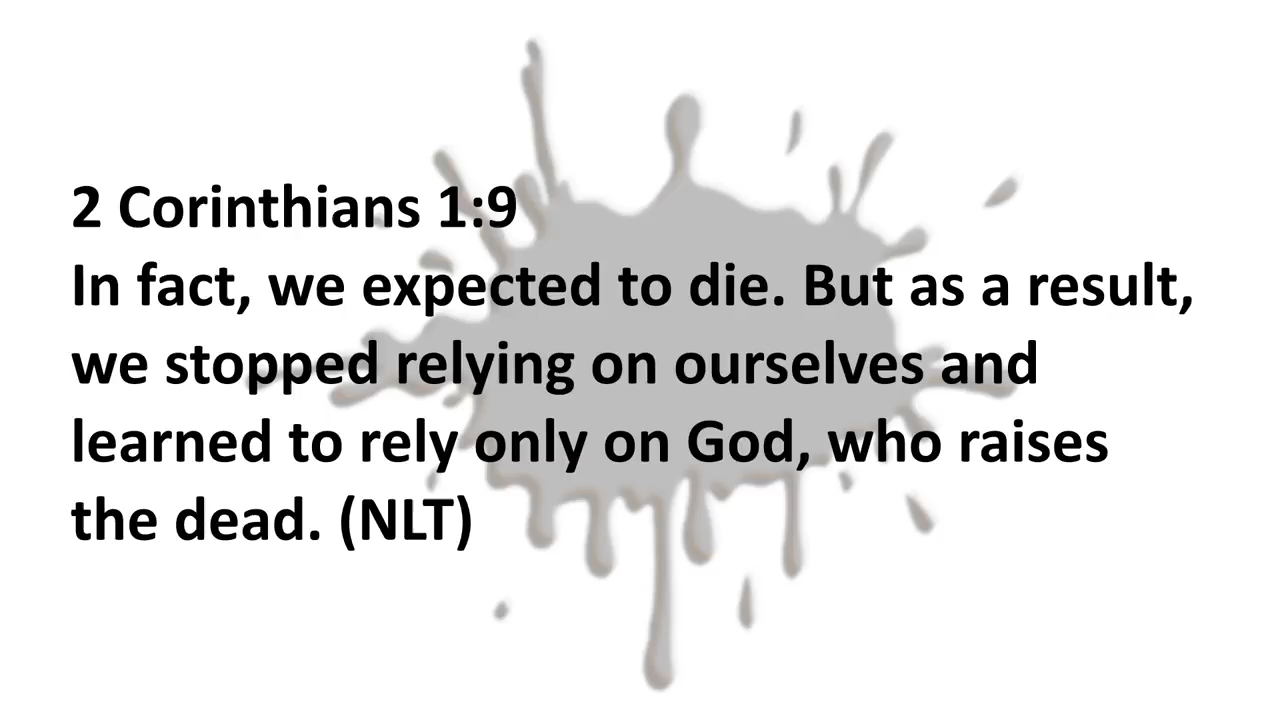 2 Corinthians 1:9
In fact, we expected to die. But as a result,
we stopped relying on ourselves and
learned to rely only on God, who raises
the dead. (NLT)